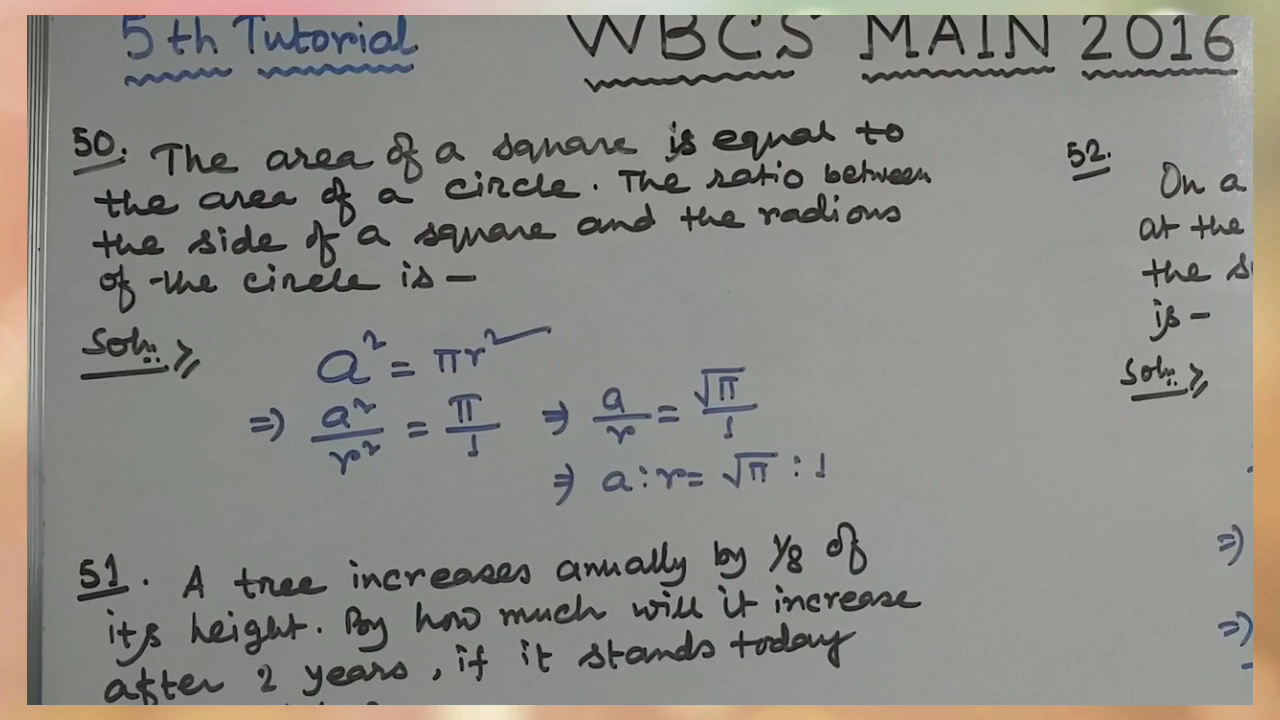 5th Tutorial
WBCS MAIN 2016
50. The area of a square is equal to
the area of a circle. The ratio between
the side of a square and the radious
of the circle is -
Soln:
a² = πr²
⇒ a²/r² = π/1 ⇒ a/r = √π/1
⇒ a:r = √π : 1
51. A tree increases anually by 1/8 of
its height. By how much will it increase
after 2 years, if it stands today
52.
On a
at the
the
is -
Soln:
⇒
⇒